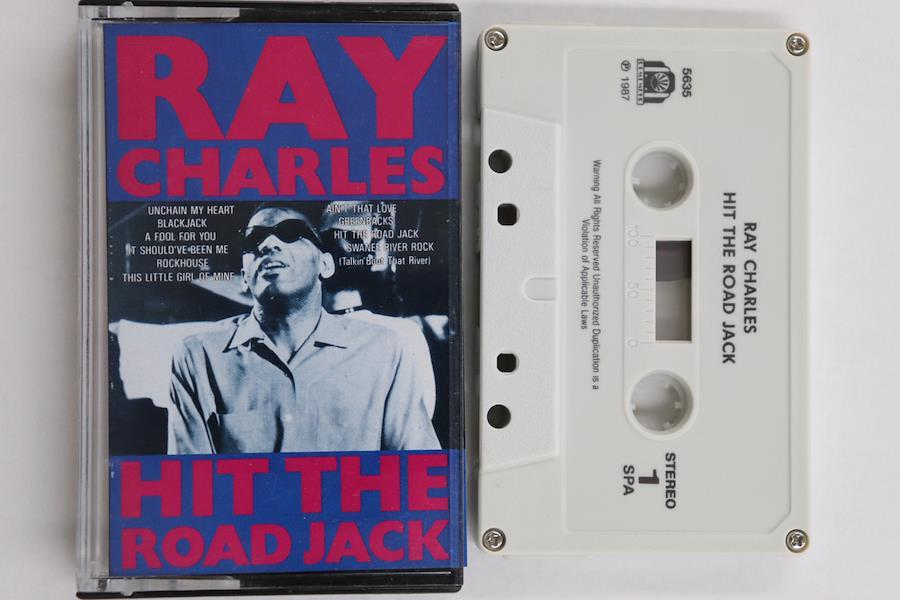 RAY
CHARLES
UNCHAIN MY HEART
BLACKJACK
A FOOL FOR YOU
IT SHOULD'VE BEEN ME
ROCKHOUSE
THIS LITTLE GIRL OF MINE
AIN'T THAT LOVE
GREENBACKS
HIT THE ROAD JACK
SWANEE RIVER ROCK
(Talkin' Bout That River)
HIT THE
ROAD JACK
5635
℗ 1987
Warning All Rights Reserved Unauthorized Duplication is a
Violation of Applicable Laws
100 50 0
RAY CHARLES
HIT THE ROAD JACK
STEREO
1
SPA